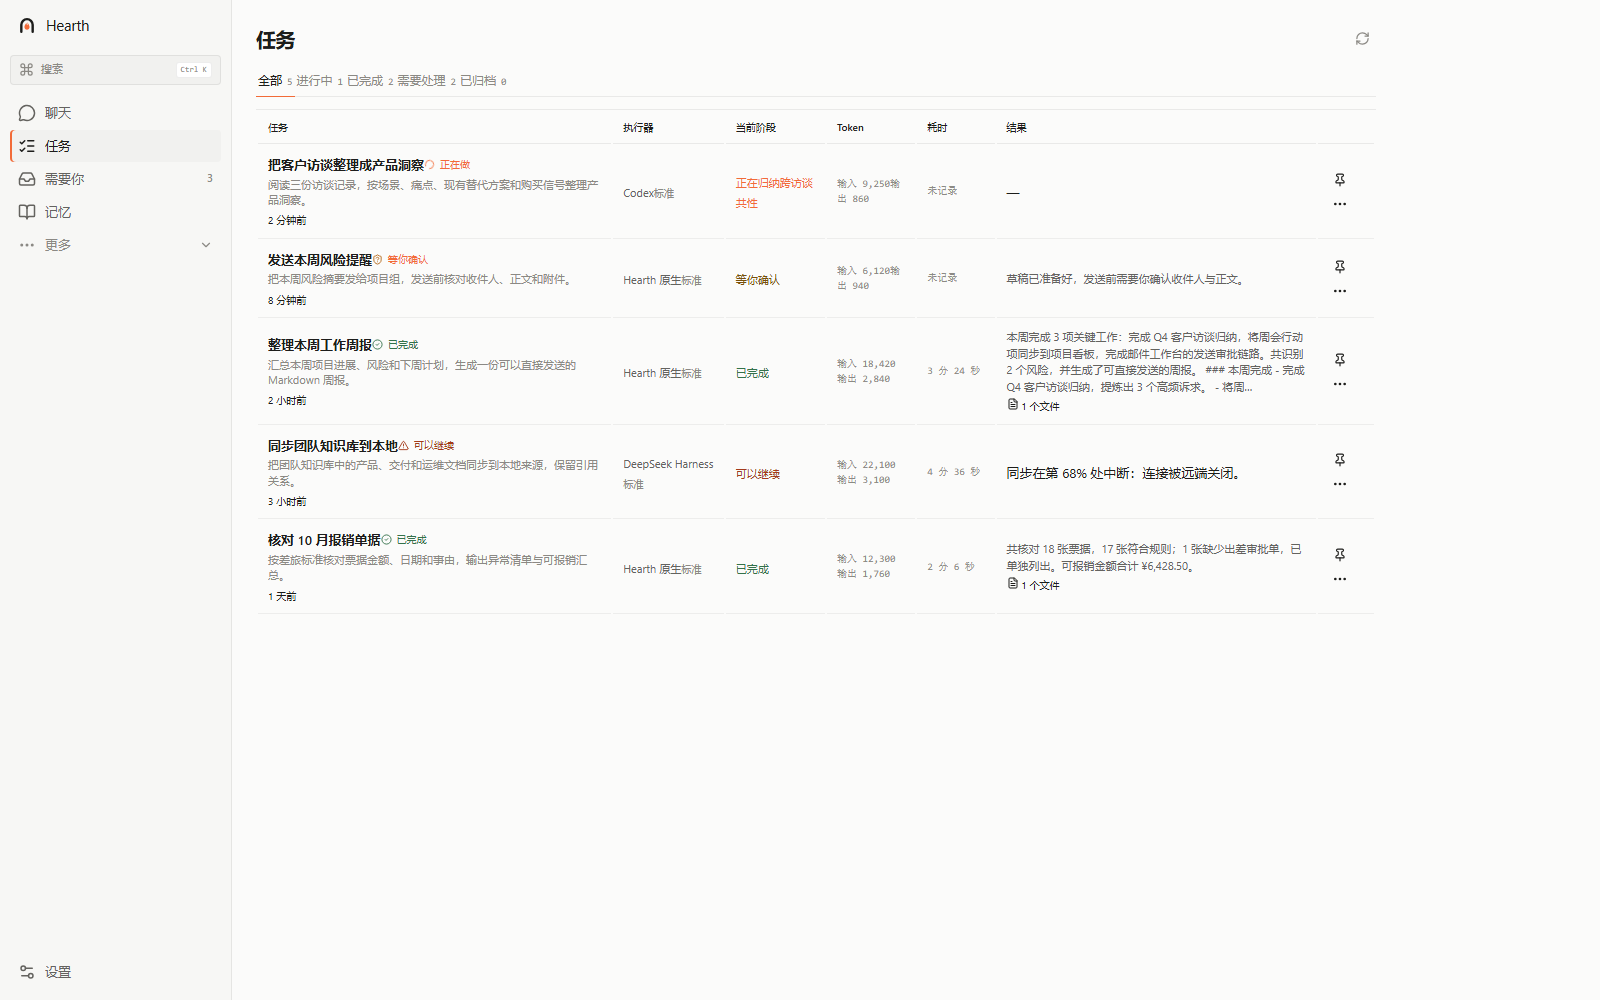 Hearth
搜索 Ctrl K
聊天
任务
需要你 3
记忆
更多
设置
任务
全部 5 进行中 1 已完成 2 需要处理 2 已归档 0
任务 执行器 当前阶段 Token 耗时 结果
把客户访谈整理成产品洞察 正在做
阅读三份访谈记录，按场景、痛点、现有替代方案和购买信号整理产
品洞察。
2 分钟前
Codex标准
正在归纳跨访谈
共性
输入 9,250输
出 860
未记录
—
发送本周风险提醒 等你确认
把本周风险摘要发给项目组，发送前核对收件人、正文和附件。
8 分钟前
Hearth 原生标准
等你确认
输入 6,120输
出 940
未记录
草稿已准备好，发送前需要你确认收件人与正文。
整理本周工作周报 已完成
汇总本周项目进展、风险和下周计划，生成一份可以直接发送的
Markdown 周报。
2 小时前
Hearth 原生标准
已完成
输入 18,420
输出 2,840
3 分 24 秒
本周完成 3 项关键工作：完成 Q4 客户访谈归纳，将周会行动
项同步到项目看板，完成邮件工作台的发送审批链路。共识别
2 个风险，并生成了可直接发送的周报。 ### 本周完成 - 完成
Q4 客户访谈归纳，提炼出 3 个高频诉求。 - 将周...
1 个文件
同步团队知识库到本地 可以继续
把团队知识库中的产品、交付和运维文档同步到本地来源，保留引用
关系。
3 小时前
DeepSeek Harness
标准
可以继续
输入 22,100
输出 3,100
4 分 36 秒
同步在第 68% 处中断：连接被远端关闭。
核对 10 月报销单据 已完成
按差旅标准核对票据金额、日期和事由，输出异常清单与可报销汇
总。
1 天前
Hearth 原生标准
已完成
输入 12,300
输出 1,760
2 分 6 秒
共核对 18 张票据，17 张符合规则；1 张缺少出差审批单，已
单独列出。可报销金额合计 ¥6,428.50。
1 个文件